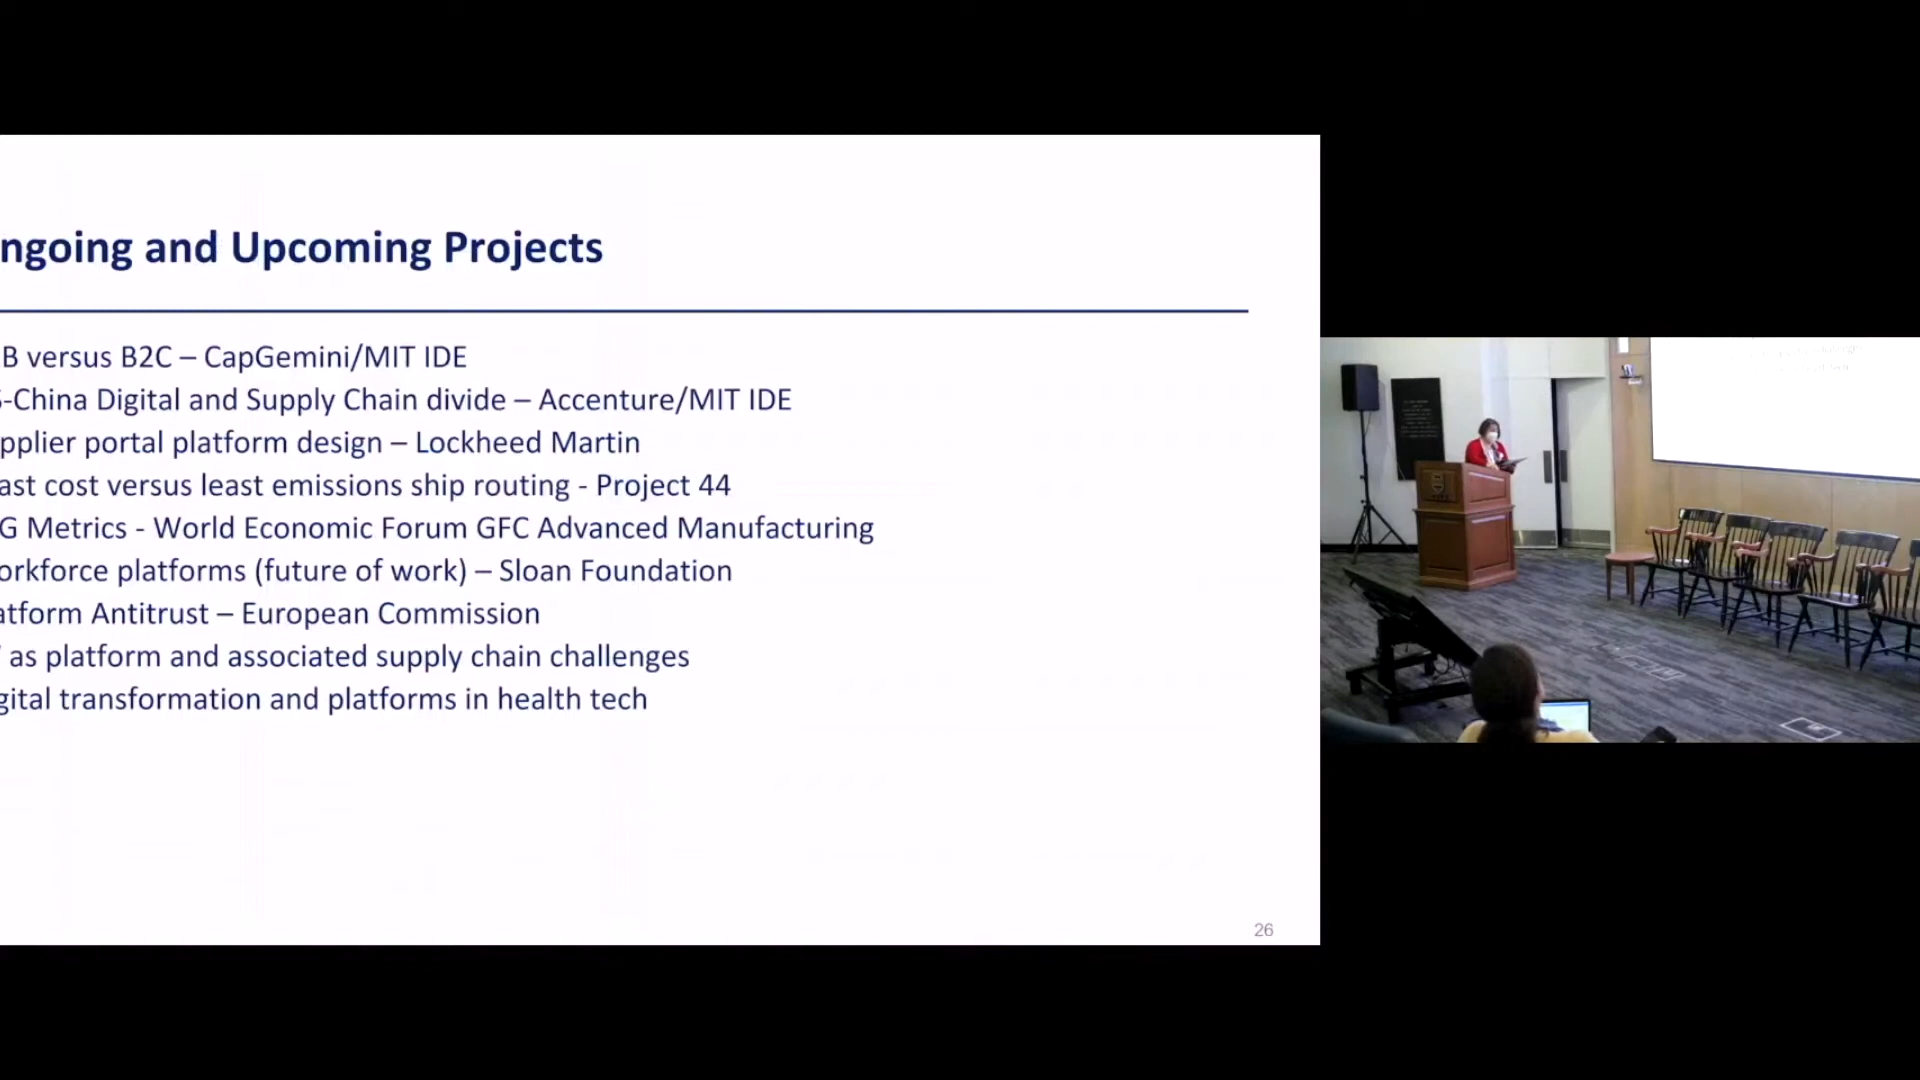 ngoing and Upcoming Projects
B versus B2C – CapGemini/MIT IDE
-China Digital and Supply Chain divide – Accenture/MIT IDE
pplier portal platform design – Lockheed Martin
ast cost versus least emissions ship routing - Project 44
G Metrics - World Economic Forum GFC Advanced Manufacturing
orkforce platforms (future of work) – Sloan Foundation
atform Antitrust – European Commission
as platform and associated supply chain challenges
gital transformation and platforms in health tech
26